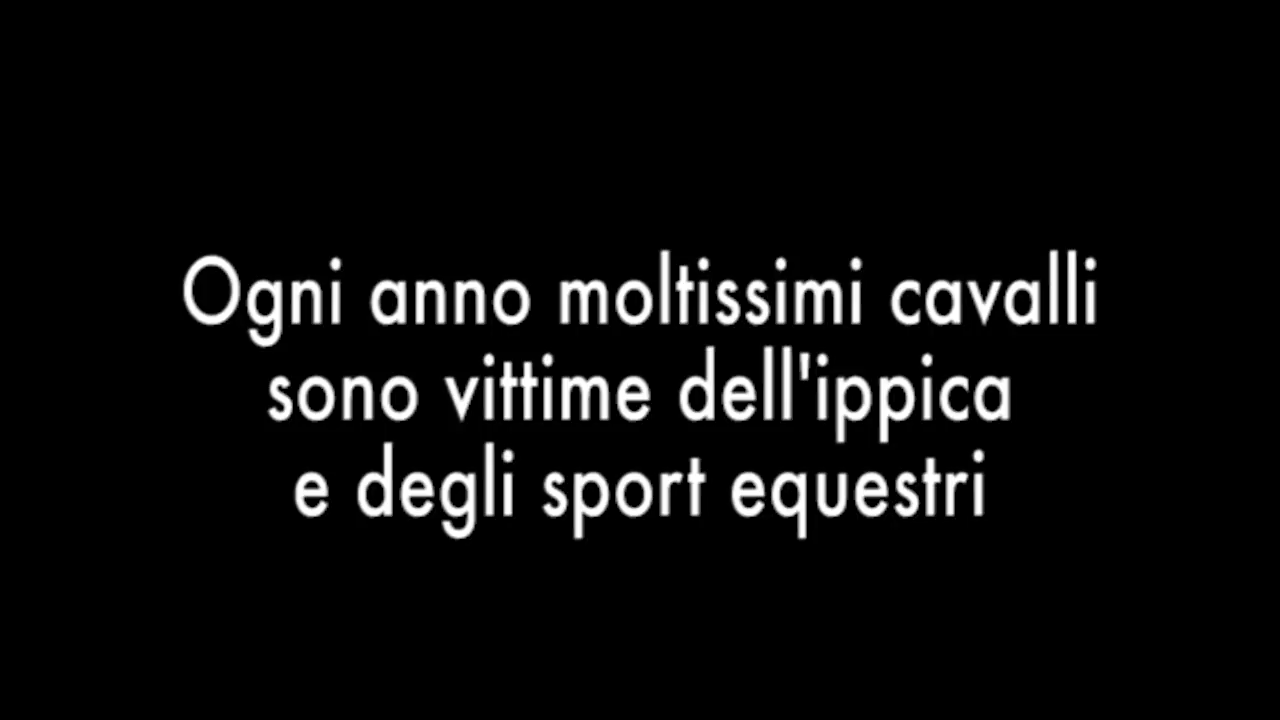 Ogni anno moltissimi cavalli
sono vittime dell'ippica
e degli sport equestri